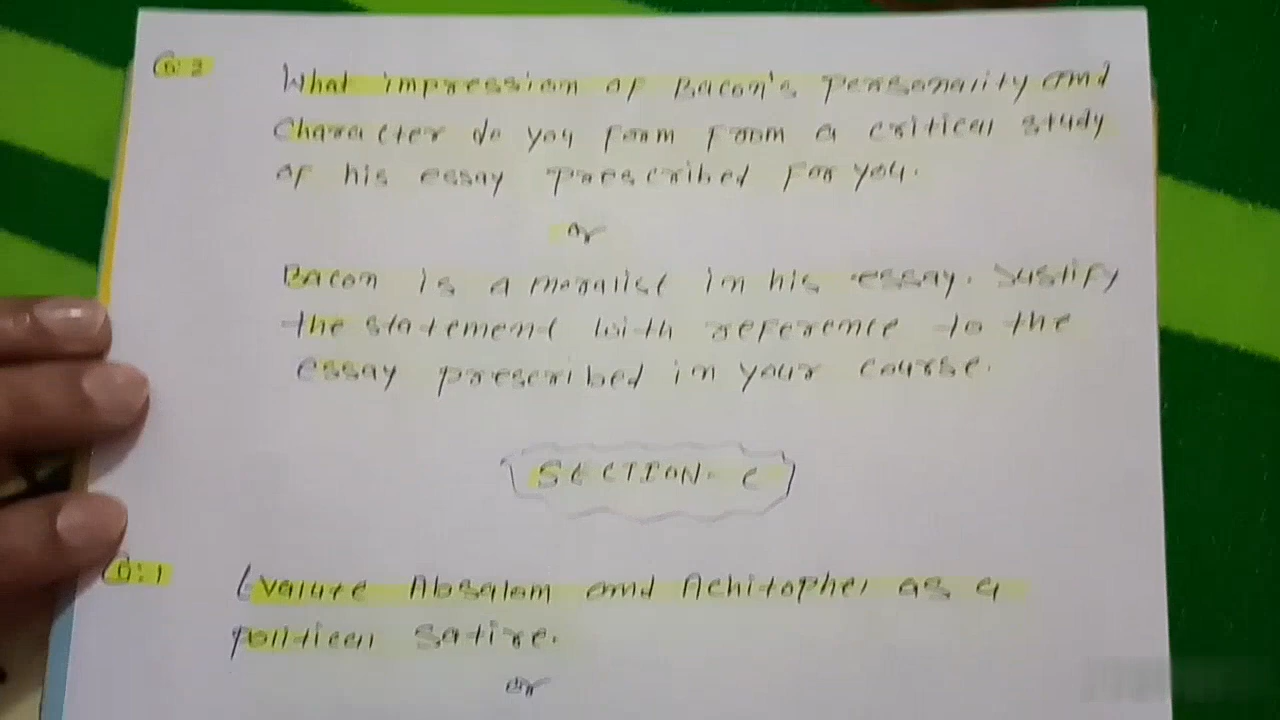 Q:2
What impression of Bacon's personality and
Character do you form from a critical study
of his essay prescribed for you.
or
Bacon is a moralist in his essay. Justify
the statement with reference to the
essay prescribed in your course.
SECTION- C
Q:1
Evalute Absalom and Achitophel as a
political satire.
or